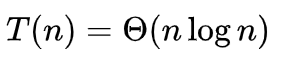 T(n) = Θ(n log n)